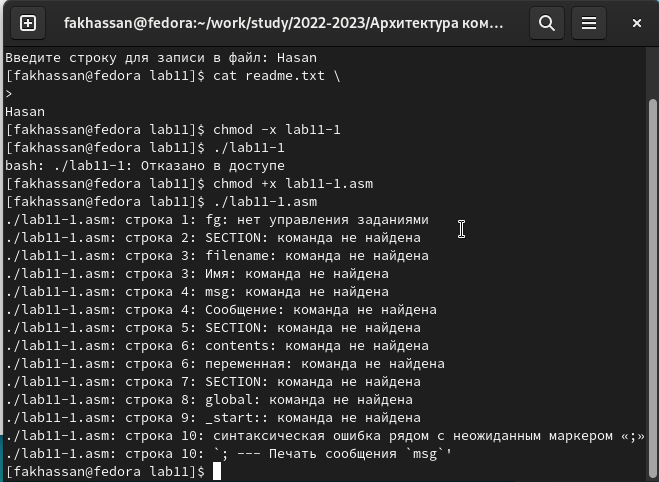 fakhassan@fedora:~/work/study/2022-2023/Архитектура ком...
Введите строку для записи в файл: Hasan
[fakhassan@fedora lab11]$ cat readme.txt \
>
Hasan
[fakhassan@fedora lab11]$ chmod -x lab11-1
[fakhassan@fedora lab11]$ ./lab11-1
bash: ./lab11-1: Отказано в доступе
[fakhassan@fedora lab11]$ chmod +x lab11-1.asm
[fakhassan@fedora lab11]$ ./lab11-1.asm
./lab11-1.asm: строка 1: fg: нет управления заданиями
./lab11-1.asm: строка 2: SECTION: команда не найдена
./lab11-1.asm: строка 3: filename: команда не найдена
./lab11-1.asm: строка 3: Имя: команда не найдена
./lab11-1.asm: строка 4: msg: команда не найдена
./lab11-1.asm: строка 4: Сообщение: команда не найдена
./lab11-1.asm: строка 5: SECTION: команда не найдена
./lab11-1.asm: строка 6: contents: команда не найдена
./lab11-1.asm: строка 6: переменная: команда не найдена
./lab11-1.asm: строка 7: SECTION: команда не найдена
./lab11-1.asm: строка 8: global: команда не найдена
./lab11-1.asm: строка 9: _start:: команда не найдена
./lab11-1.asm: строка 10: синтаксическая ошибка рядом с неожиданным маркером «;»
./lab11-1.asm: строка 10: `; --- Печать сообщения `msg`'
[fakhassan@fedora lab11]$